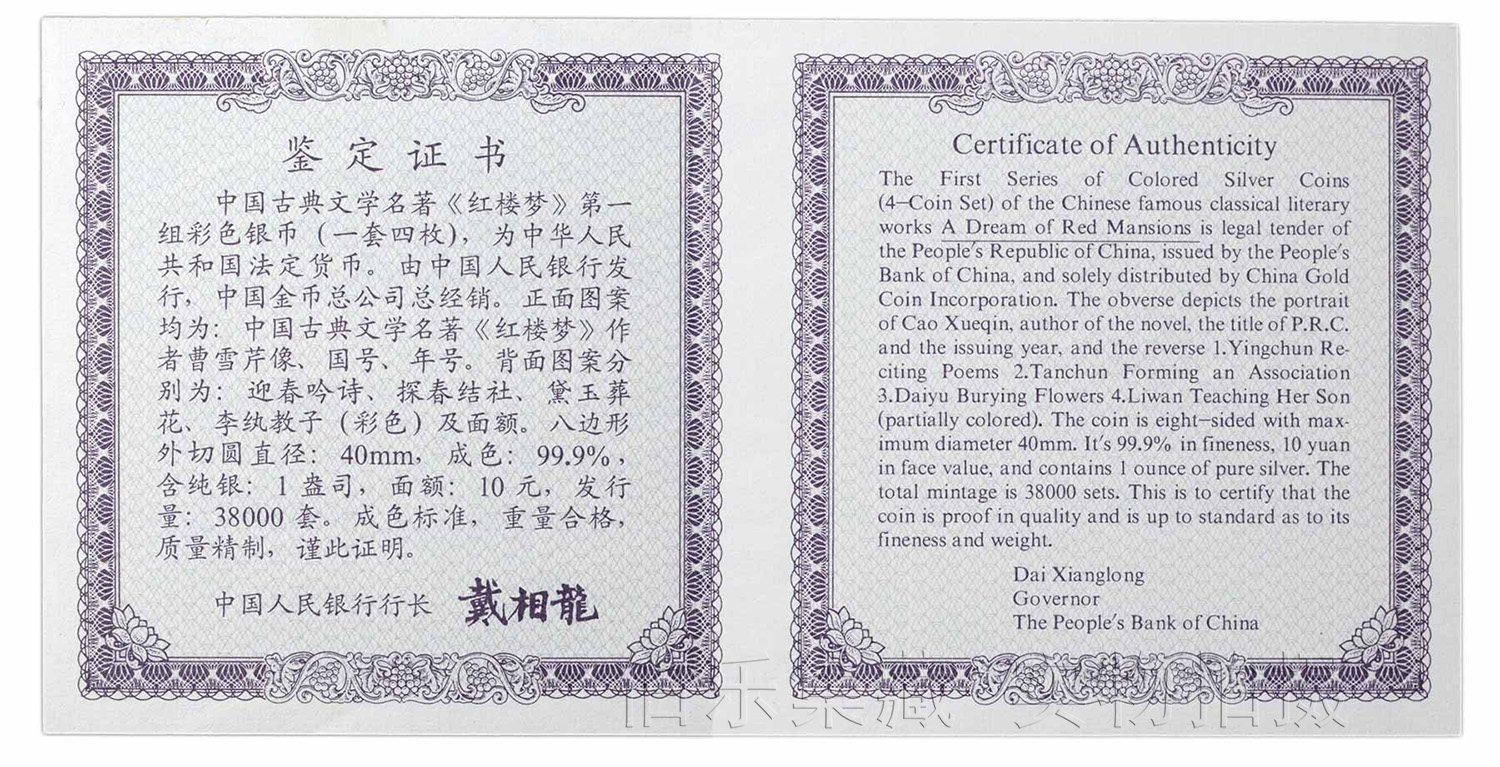 鉴定证书
中国古典文学名著《红楼梦》第一
组彩色银币（一套四枚），为中华人民
共和国法定货币。由中国人民银行发
行，中国金币总公司总经销。正面图案
均为：中国古典文学名著《红楼梦》作
者曹雪芹像、国号、年号。背面图案分
别为：迎春吟诗、探春结社、黛玉葬
花、李纨教子（彩色）及面额。八边形
外切圆直径：40mm，成色：99.9%，
含纯银：1盎司，面额：10元，发行
量：38000套。成色标准，重量合格，
质量精制，谨此证明。
中国人民银行行长 戴相龍
Certificate of Authenticity
The First Series of Colored Silver Coins
(4-Coin Set) of the Chinese famous classical literary
works A Dream of Red Mansions is legal tender of
the People's Republic of China, issued by the People's
Bank of China, and solely distributed by China Gold
Coin Incorporation. The obverse depicts the portrait
of Cao Xueqin, author of the novel, the title of P.R.C.
and the issuing year, and the reverse 1.Yingchun Re-
citing Poems 2.Tanchun Forming an Association
3.Daiyu Burying Flowers 4.Liwan Teaching Her Son
(partially colored). The coin is eight-sided with max-
imum diameter 40mm. It's 99.9% in fineness, 10 yuan
in face value, and contains 1 ounce of pure silver. The
total mintage is 38000 sets. This is to certify that the
coin is proof in quality and is up to standard as to its
fineness and weight.
Dai Xianglong
Governor
The People's Bank of China